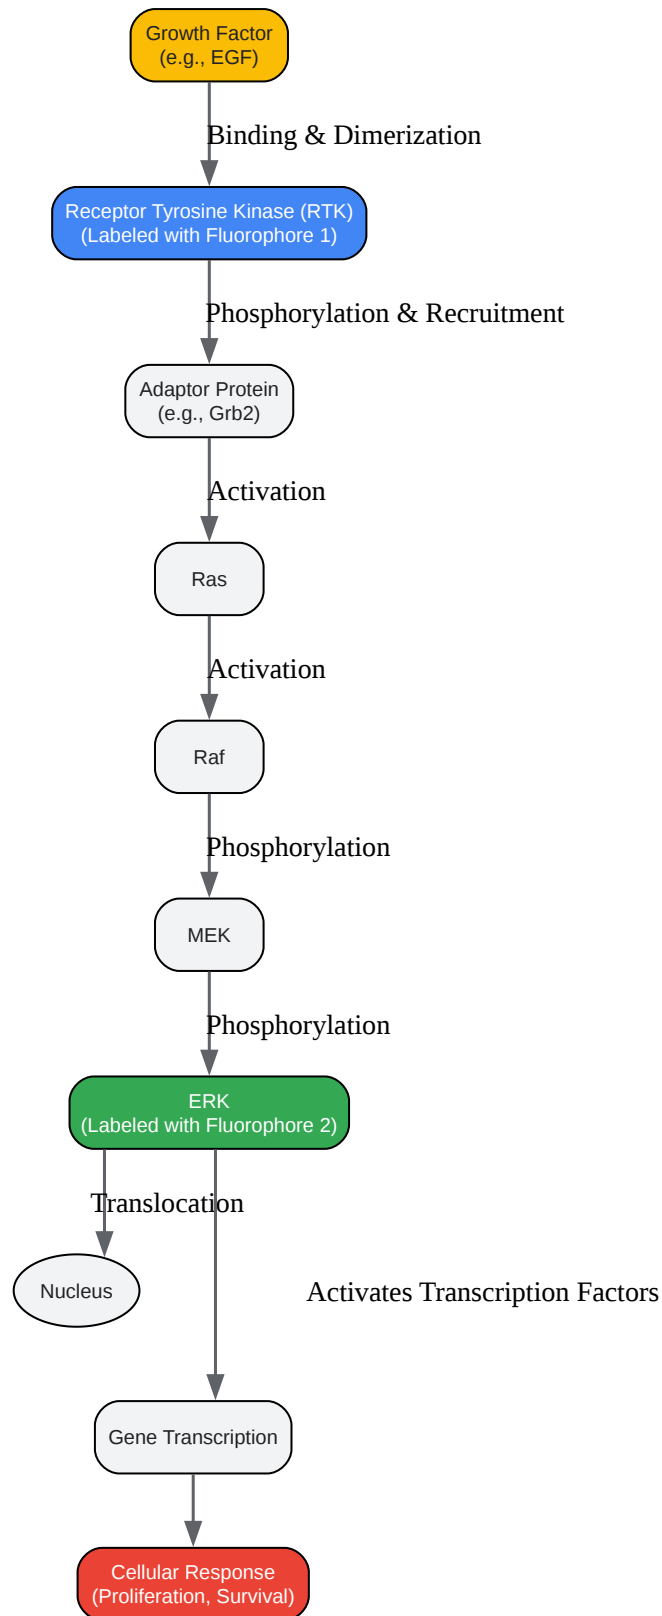 Growth Factor
(e.g., EGF)
Binding & Dimerization
Receptor Tyrosine Kinase (RTK)
(Labeled with Fluorophore 1)
Phosphorylation & Recruitment
Adaptor Protein
(e.g., Grb2)
Activation
Ras
Activation
Raf
Phosphorylation
MEK
Phosphorylation
ERK
(Labeled with Fluorophore 2)
Translocation
Nucleus
Activates Transcription Factors
Gene Transcription
Cellular Response
(Proliferation, Survival)